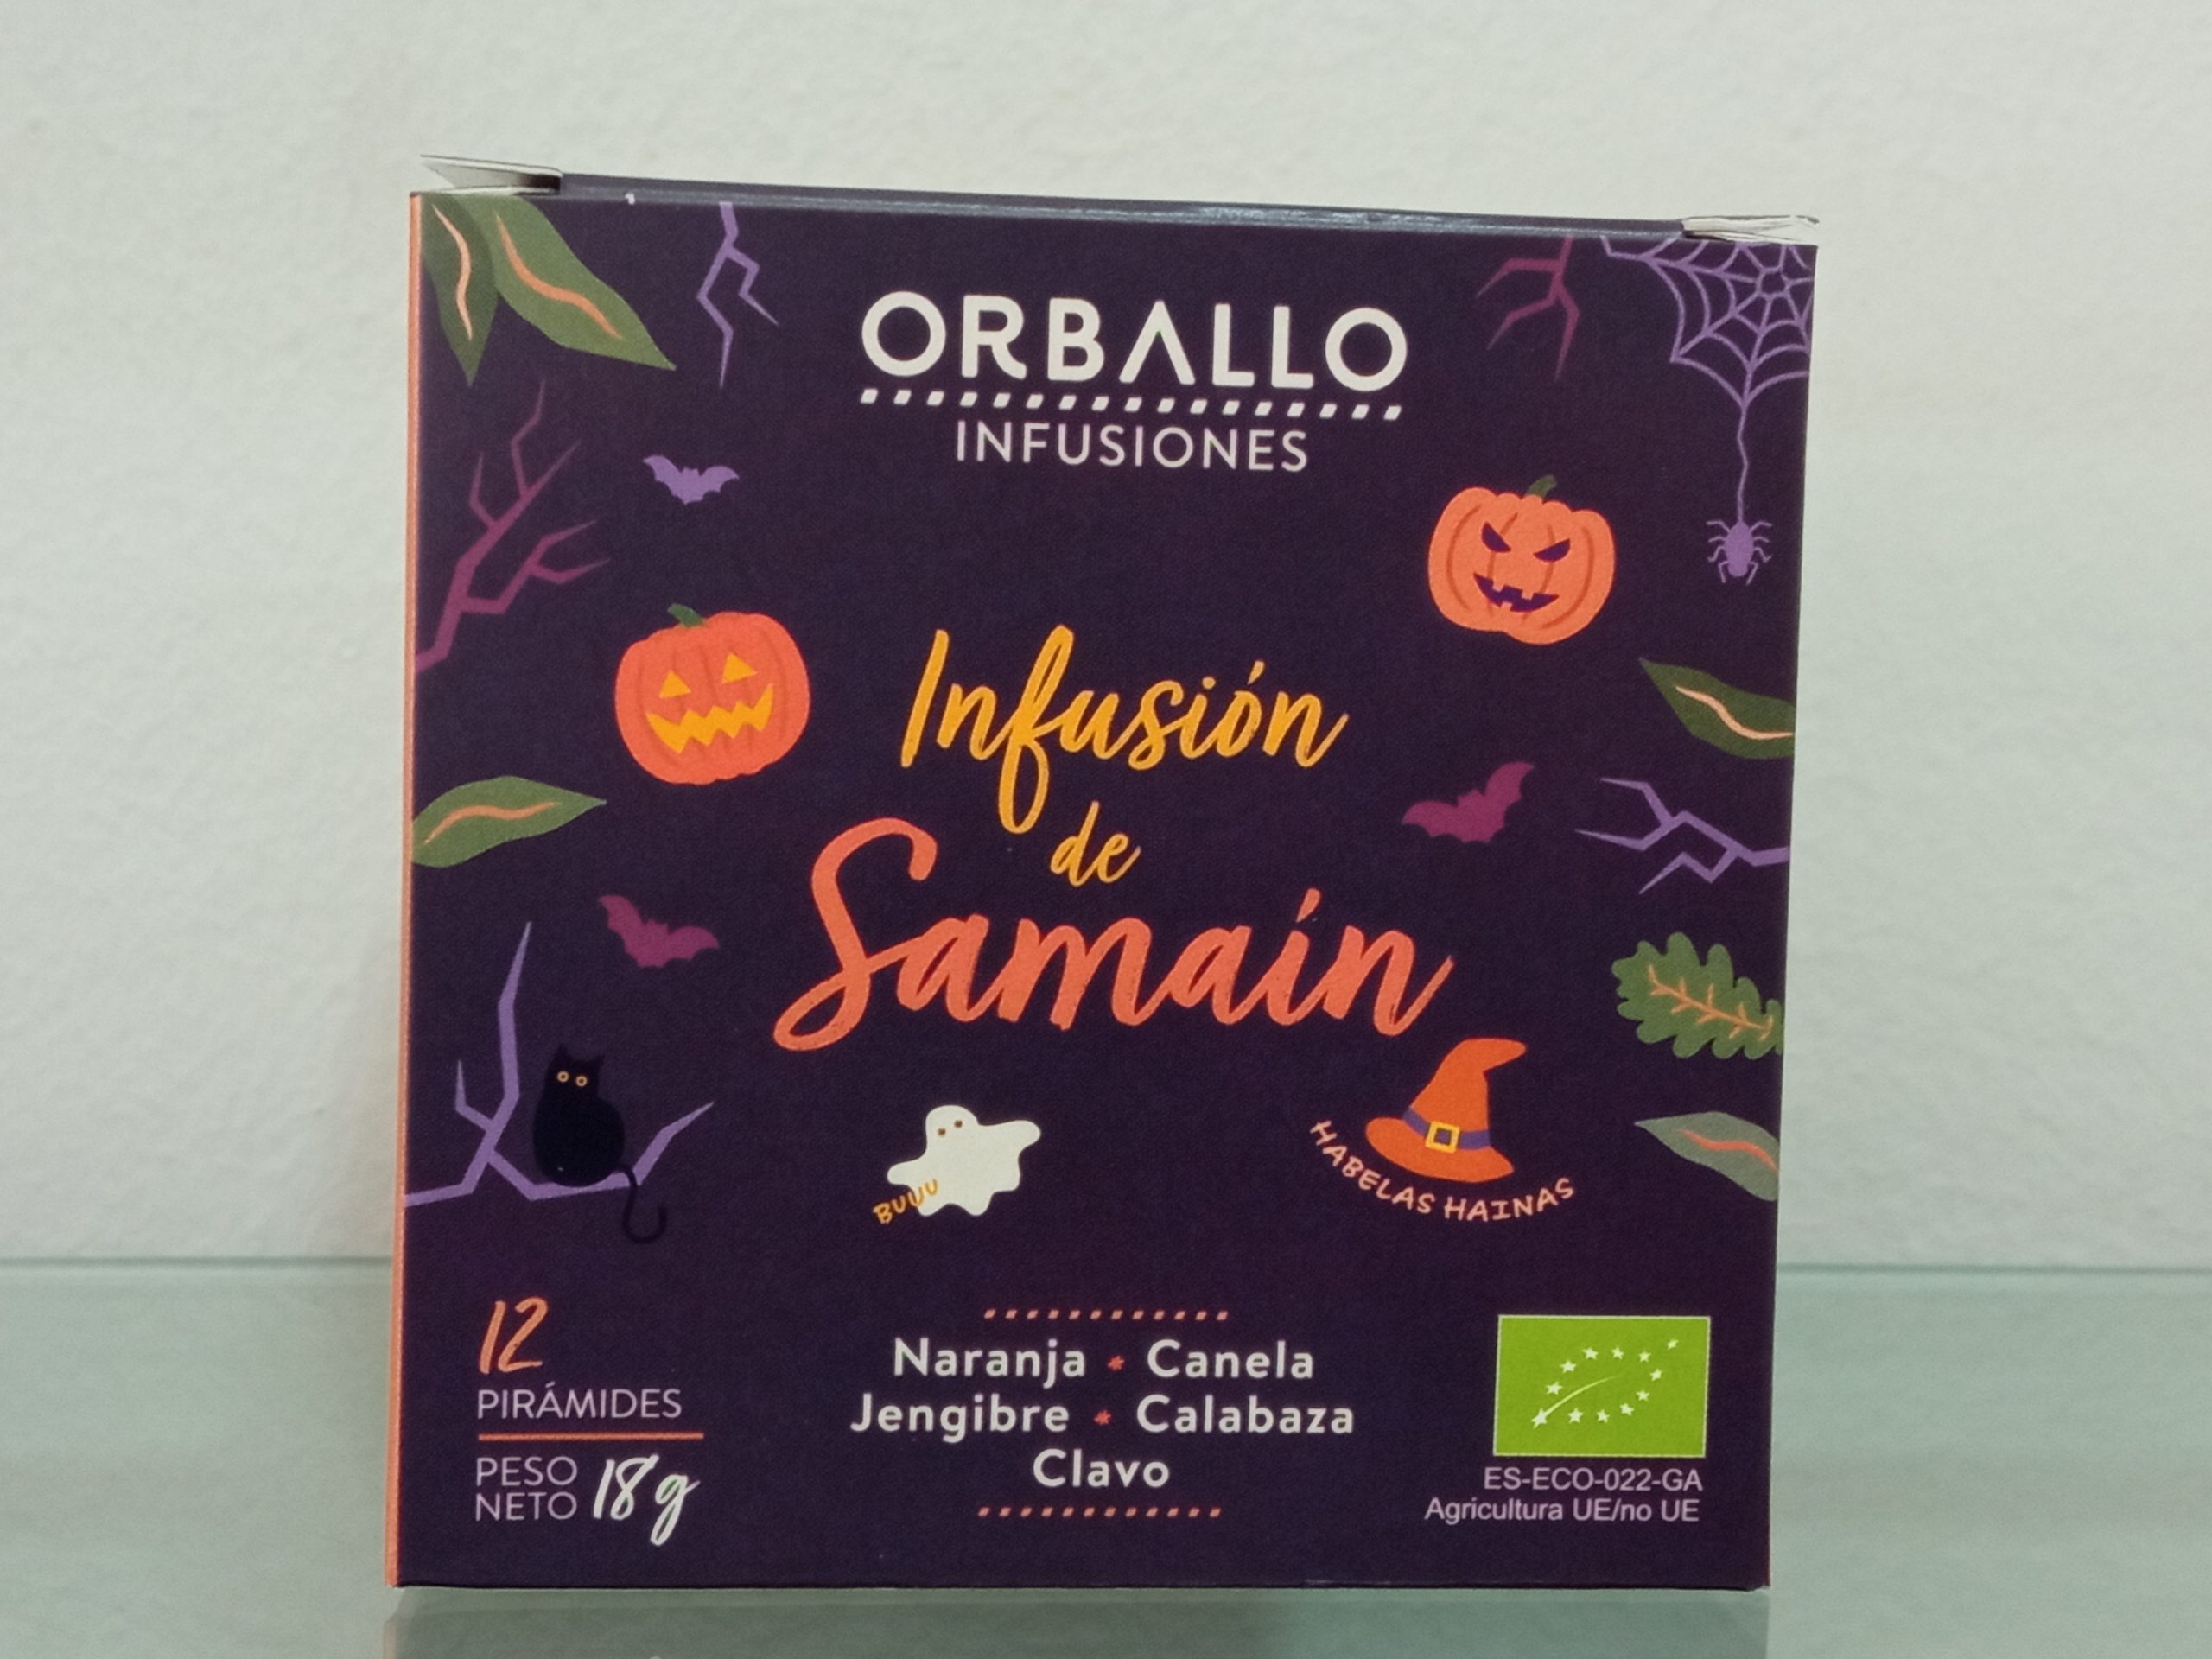 ORBALLO
INFUSIONES
Infusión
de
Samaín
BUUU
HABELAS HAINAS
12
PIRÁMIDES
PESO
NETO 18g
Naranja * Canela
Jengibre * Calabaza
Clavo
ES-ECO-022-GA
Agricultura UE/no UE